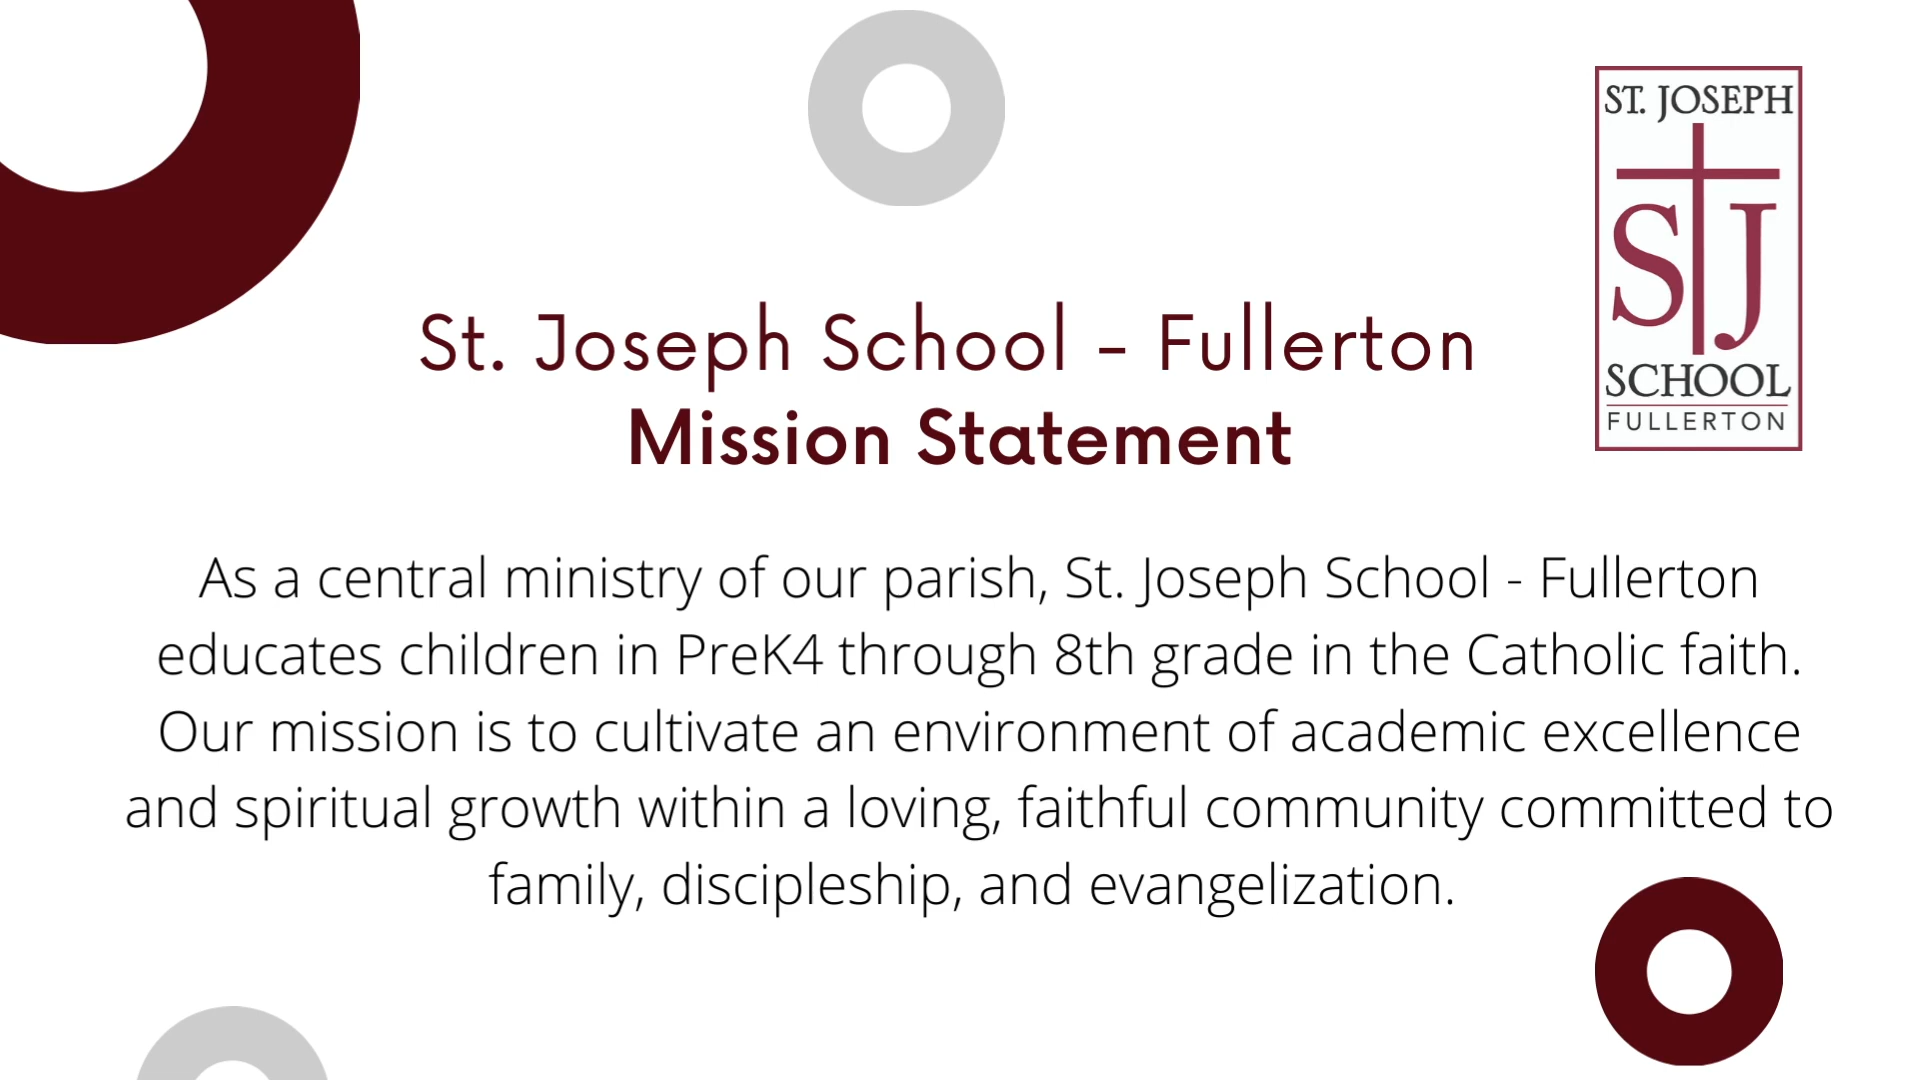 St. Joseph School - Fullerton
Mission Statement
ST. JOSEPH
STJ
SCHOOL
FULLERTON
As a central ministry of our parish, St. Joseph School - Fullerton
educates children in PreK4 through 8th grade in the Catholic faith.
Our mission is to cultivate an environment of academic excellence
and spiritual growth within a loving, faithful community committed to
family, discipleship, and evangelization.